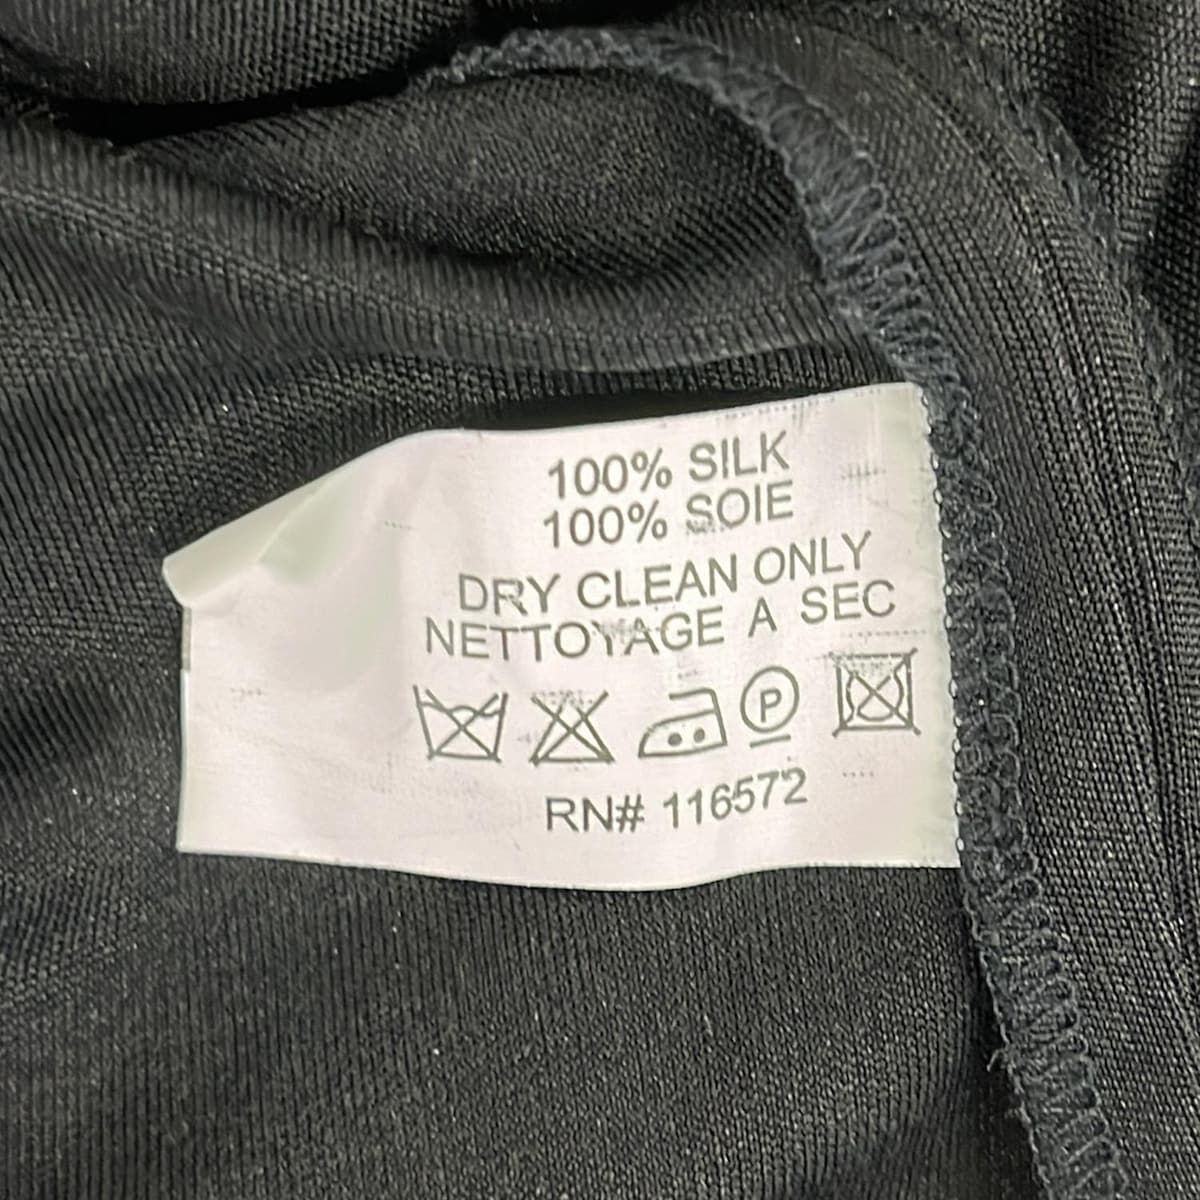 100% SILK
100% SOIE
DRY CLEAN ONLY
NETTOYAGE A SEC
P
RN# 116572